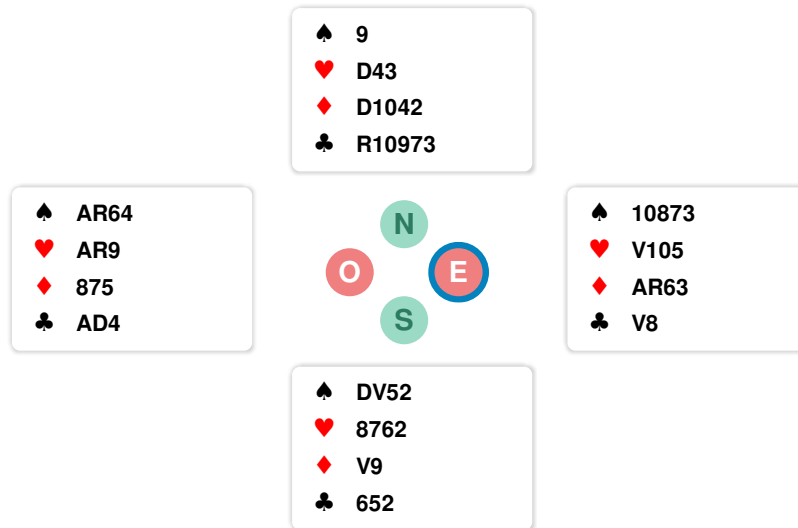 ♠ 9
♥ D43
♦ D1042
♣ R10973
♠ AR64
♥ AR9
♦ 875
♣ AD4
N
O
E
S
♠ 10873
♥ V105
♦ AR63
♣ V8
♠ DV52
♥ 8762
♦ V9
♣ 652